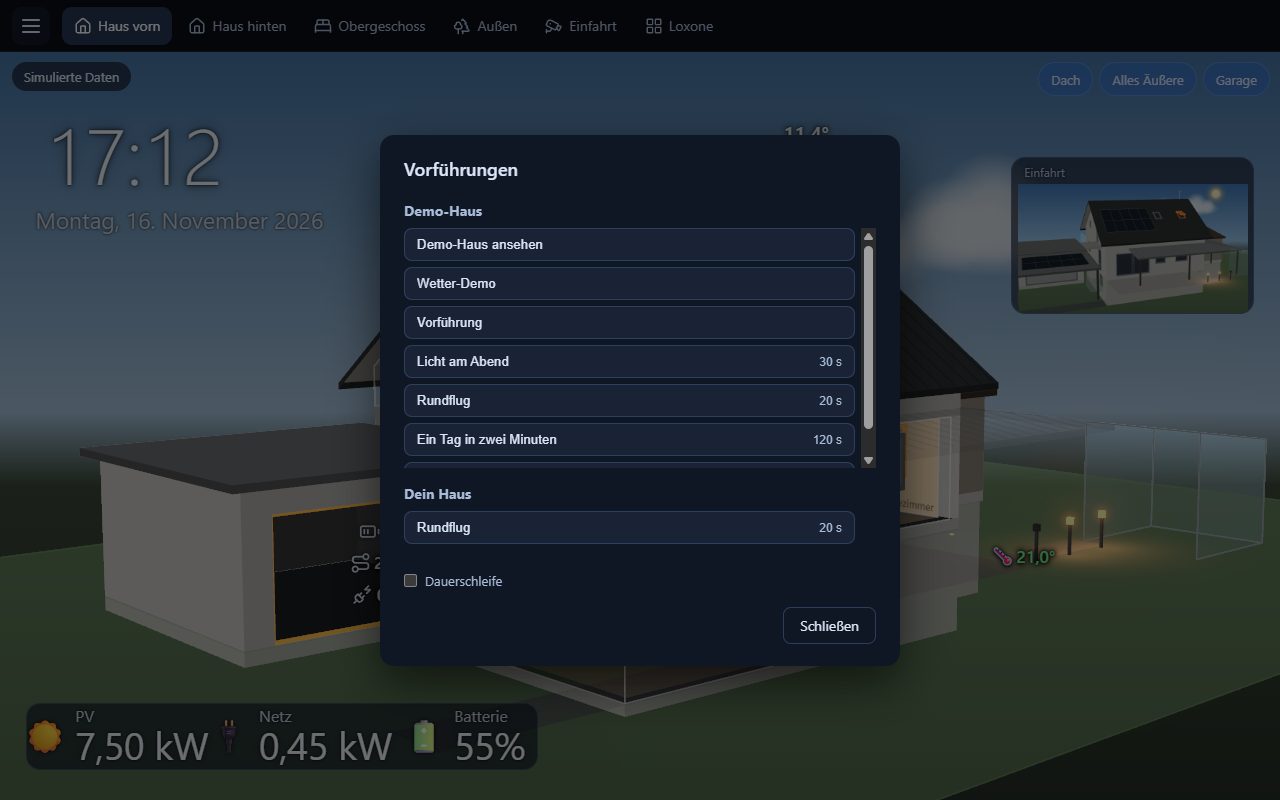 Haus vorn
Haus hinten
Obergeschoss
Außen
Einfahrt
Loxone
Simulierte Daten
Dach
Alles Äußere
Garage
17:12
Montag, 16. November 2026
11,4°
Einfahrt
Vorführungen
Demo-Haus
Demo-Haus ansehen
Wetter-Demo
Vorführung
Licht am Abend 30 s
Rundflug 20 s
Ein Tag in zwei Minuten 120 s
Dein Haus
Rundflug 20 s
Dauerschleife
Schließen
21,0°
PV
7,50 kW
Netz
0,45 kW
Batterie
55%